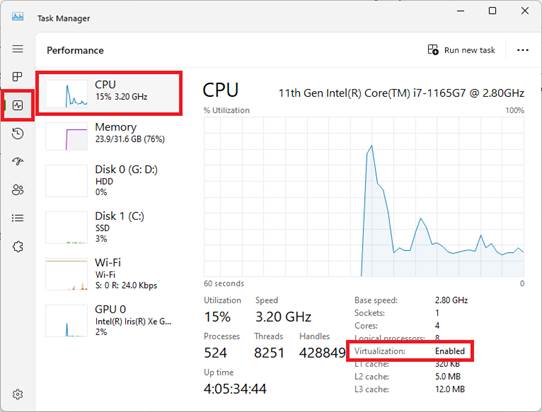 Task Manager
Performance
Run new task
CPU
15% 3.20 GHz
Memory
23.9/31.6 GB (76%)
Disk 0 (G: D:)
HDD
0%
Disk 1 (C:)
SSD
3%
Wi-Fi
Wi-Fi
S: 0 R: 24.0 Kbps
GPU 0
Intel(R) Iris(R) Xe G...
2%
CPU
11th Gen Intel(R) Core(TM) i7-1165G7 @ 2.80GHz
% Utilization 100%
60 seconds 0
Utilization Speed
15% 3.20 GHz
Processes Threads Handles
524 8251 428849
Up time
4:05:34:44
Base speed: 2.80 GHz
Sockets: 1
Cores: 4
Logical processors: 8
Virtualization: Enabled
L1 cache: 320 KB
L2 cache: 5.0 MB
L3 cache: 12.0 MB